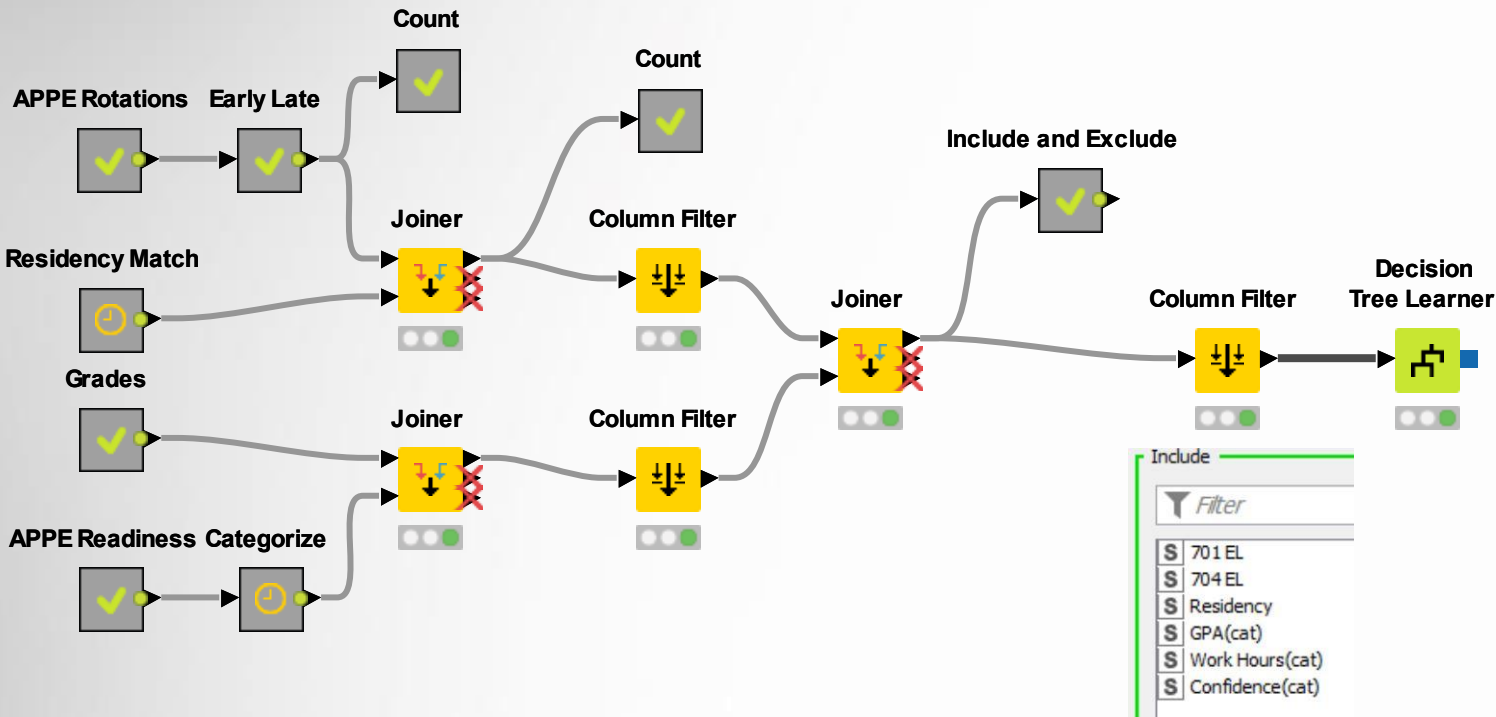 Count
Count
APPE Rotations
Early Late
Include and Exclude
Joiner
Column Filter
Residency Match
Decision
Tree Learner
Joiner
Column Filter
Grades
Joiner
Column Filter
Include
Filter
APPE Readiness
Categorize
S 701 EL
S 704 EL
S Residency
S GPA(cat)
S Work Hours(cat)
S Confidence(cat)